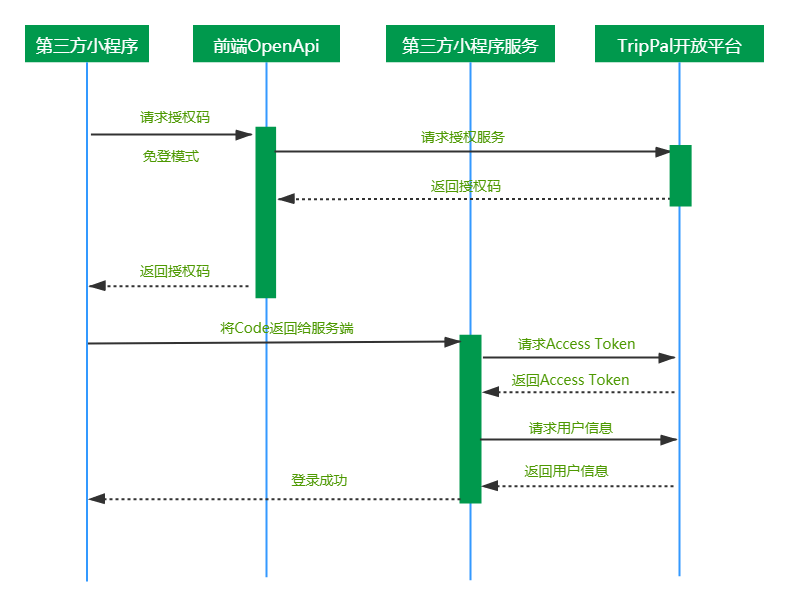 第三方小程序
前端OpenApi
第三方小程序服务
TripPal开放平台
请求授权码
请求授权服务
免登模式
返回授权码
返回授权码
将Code返回给服务端
请求Access Token
返回Access Token
请求用户信息
返回用户信息
登录成功